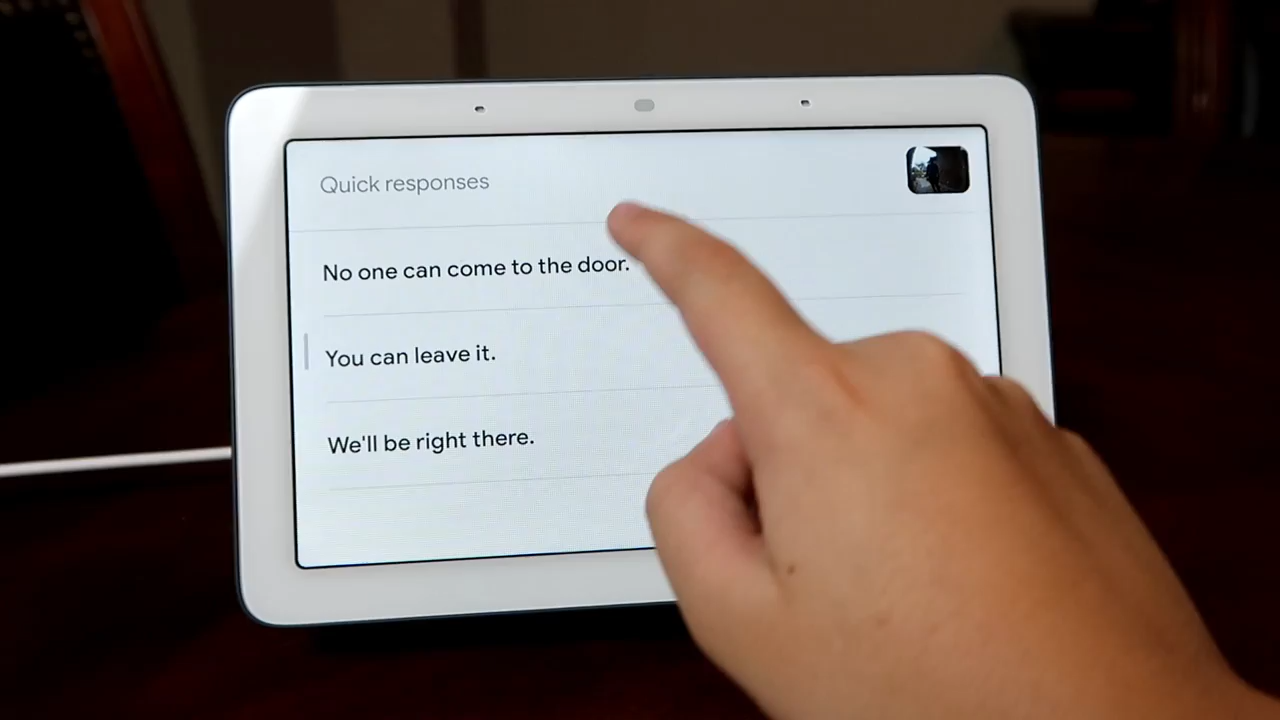 Quick responses
No one can come to the door.
You can leave it.
We'll be right there.